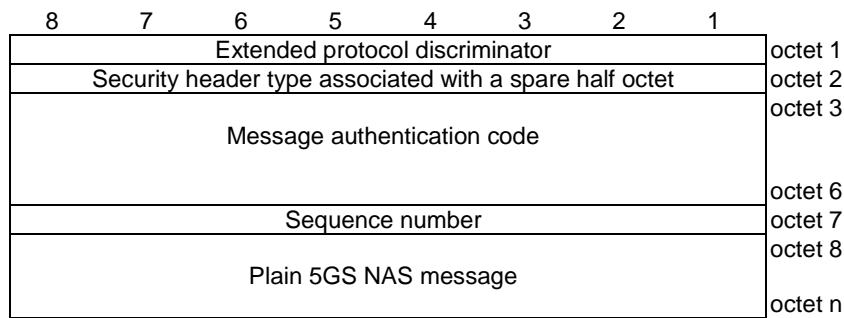 8 7 6 5 4 3 2 1
Extended protocol discriminator octet 1
Security header type associated with a spare half octet octet 2
octet 3
Message authentication code
octet 6
Sequence number octet 7
octet 8
Plain 5GS NAS message
octet n